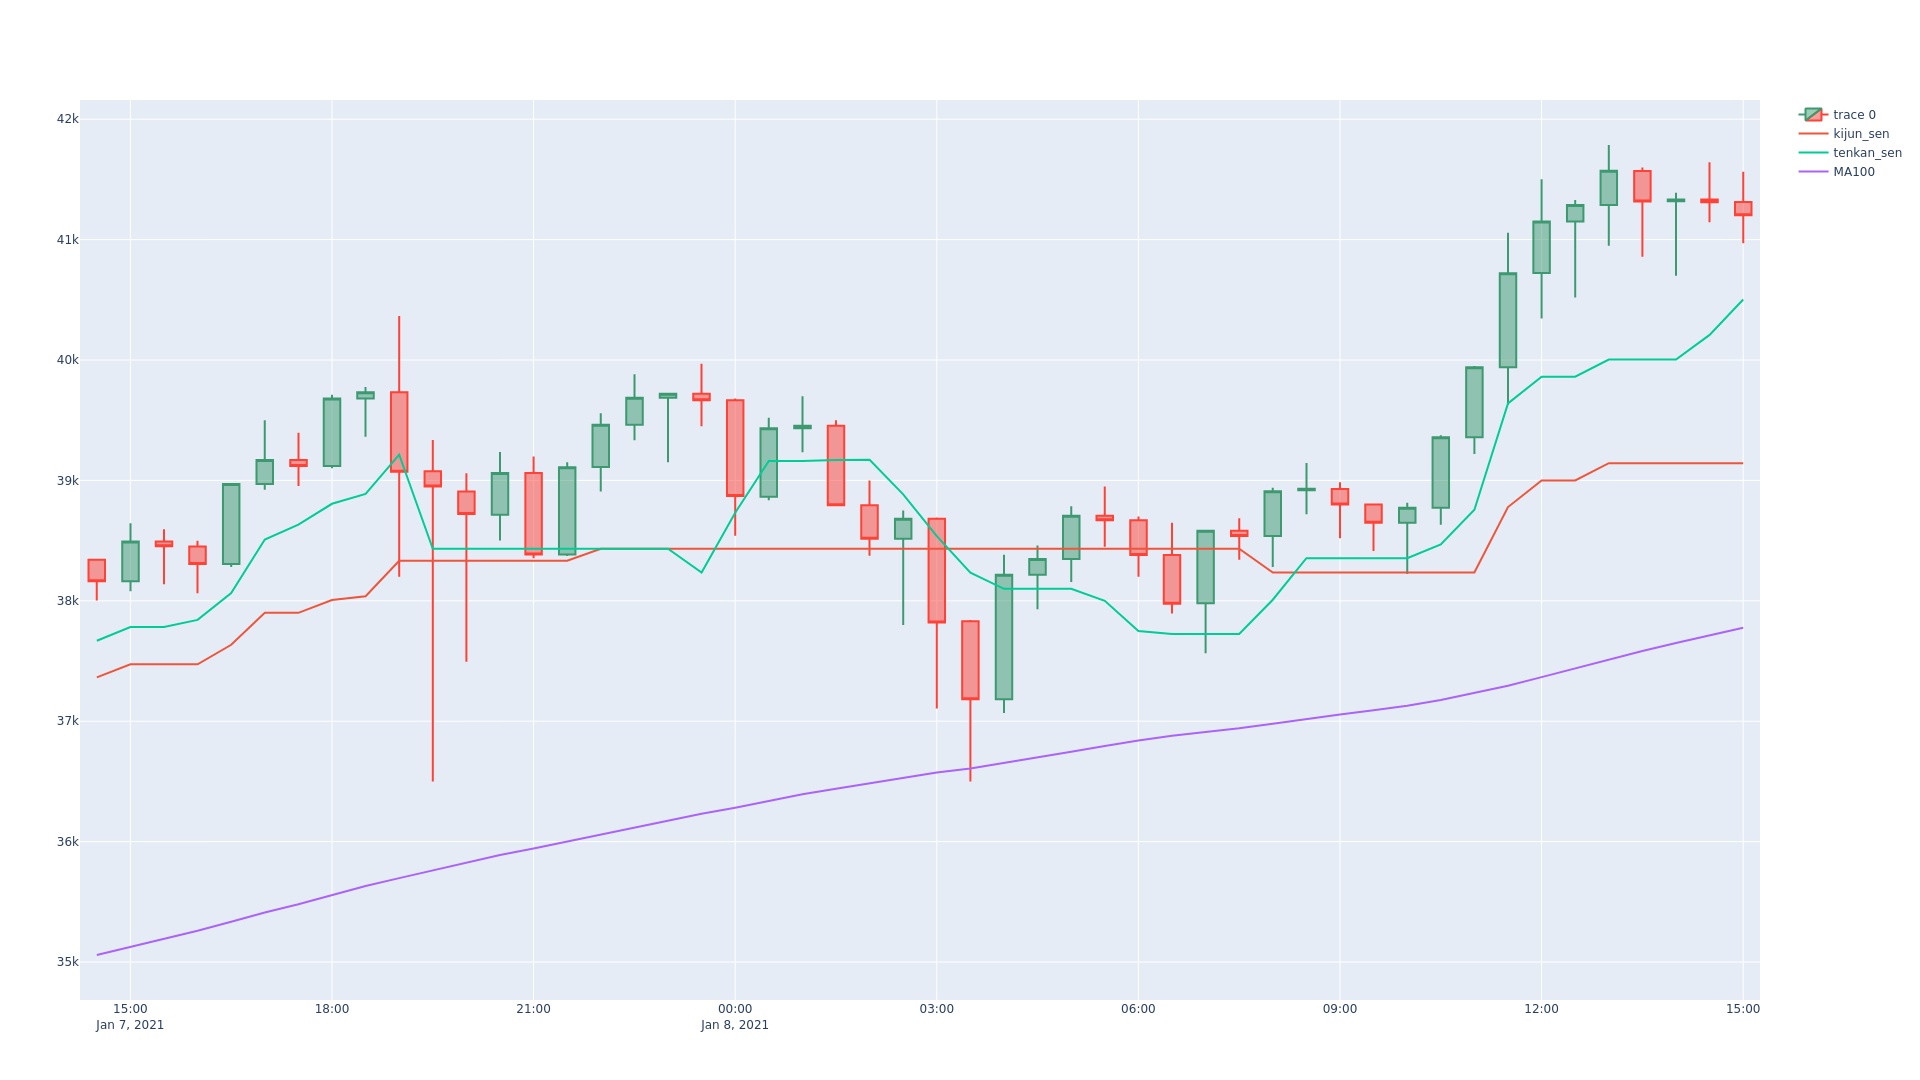 42k
41k
40k
39k
38k
37k
36k
35k
15:00 18:00 21:00 00:00 03:00 06:00 09:00 12:00 15:00
Jan 7, 2021 Jan 8, 2021
trace 0
kijun_sen
tenkan_sen
MA100